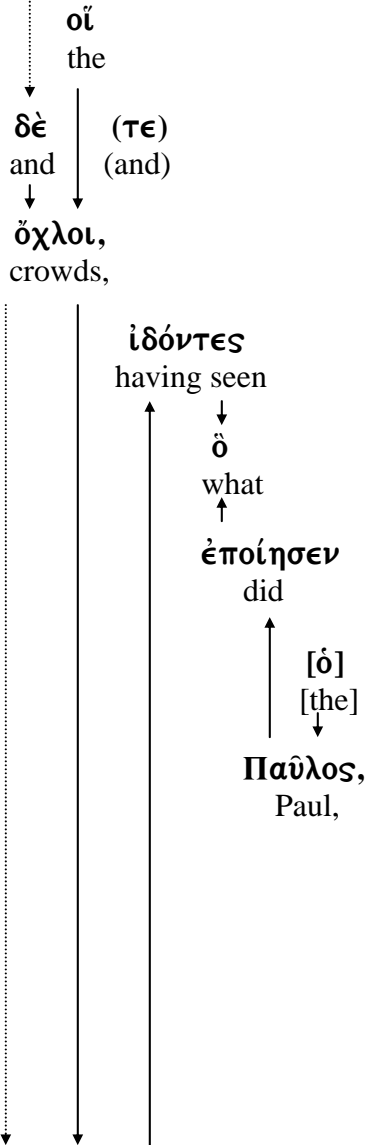 οἵ
the
δὲ (τε)
and (and)
ὄχλοι,
crowds,
ἰδόντες
having seen
ὃ
what
ἐποίησεν
did
[ὁ]
[the]
Παῦλος,
Paul,